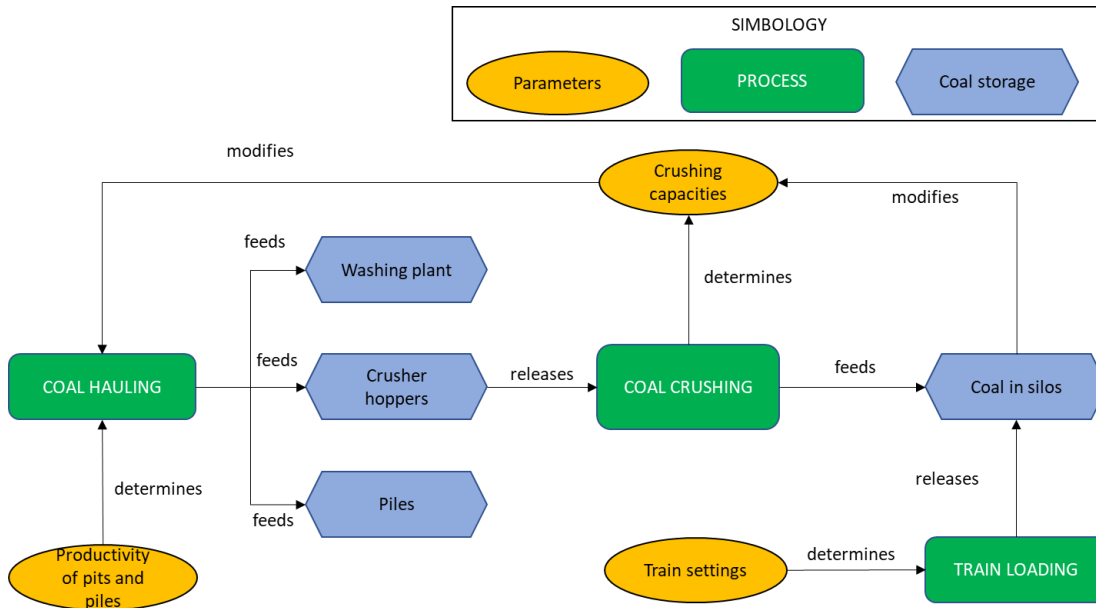 SIMBOLOGY
Parameters
PROCESS
Coal storage
modifies
Crushing
capacities
modifies
feeds
Washing plant
determines
COAL HAULING
feeds
Crusher
hoppers
releases
COAL CRUSHING
feeds
Coal in silos
determines
feeds
Piles
releases
Productivity
of pits and
piles
Train settings
determines
TRAIN LOADING